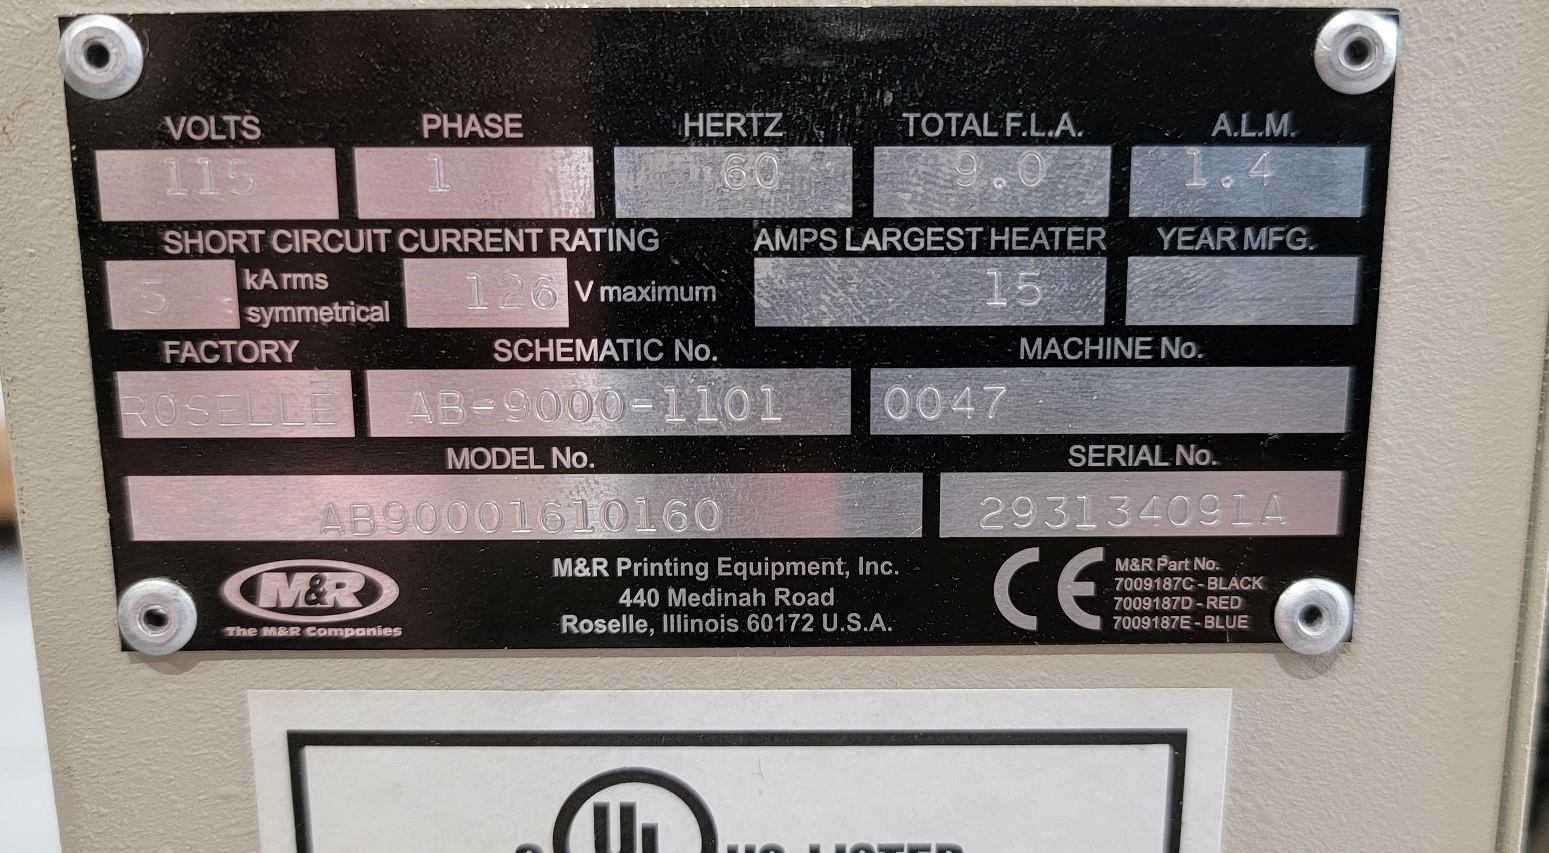 VOLTS PHASE HERTZ TOTAL F.L.A. A.L.M.
115 1 60 9.0 1.4
SHORT CIRCUIT CURRENT RATING AMPS LARGEST HEATER YEAR MFG.
5 kA rms symmetrical 126 V maximum 15
FACTORY SCHEMATIC No. MACHINE No.
ROSELLE AB-9000-1101 0047
MODEL No. SERIAL No.
AB90001610160 293134091A
M&R
The M&R Companies
M&R Printing Equipment, Inc.
440 Medinah Road
Roselle, Illinois 60172 U.S.A.
CE
M&R Part No.
7009187C - BLACK
7009187D - RED
7009187E - BLUE
UL
US LISTED